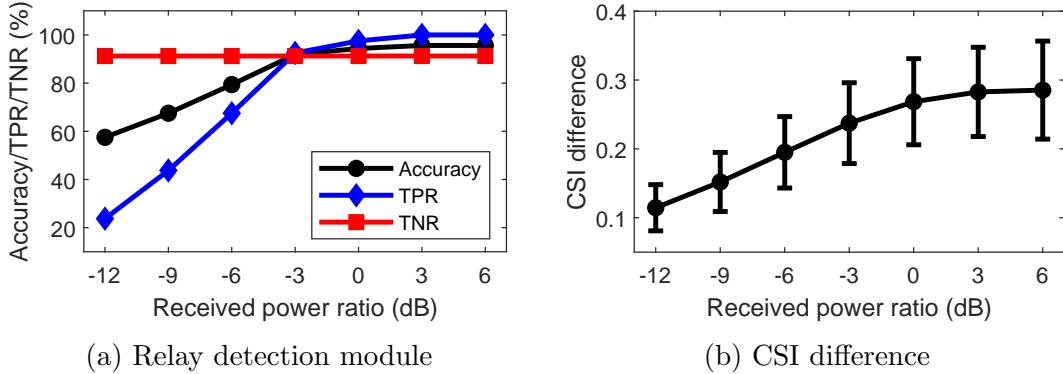 Accuracy/TPR/TNR (%)
100
80
60
40
20
Accuracy
TPR
TNR
-12 -9 -6 -3 0 3 6
Received power ratio (dB)
(a) Relay detection module
CSI difference
0.4
0.3
0.2
0.1
-12 -9 -6 -3 0 3 6
Received power ratio (dB)
(b) CSI difference